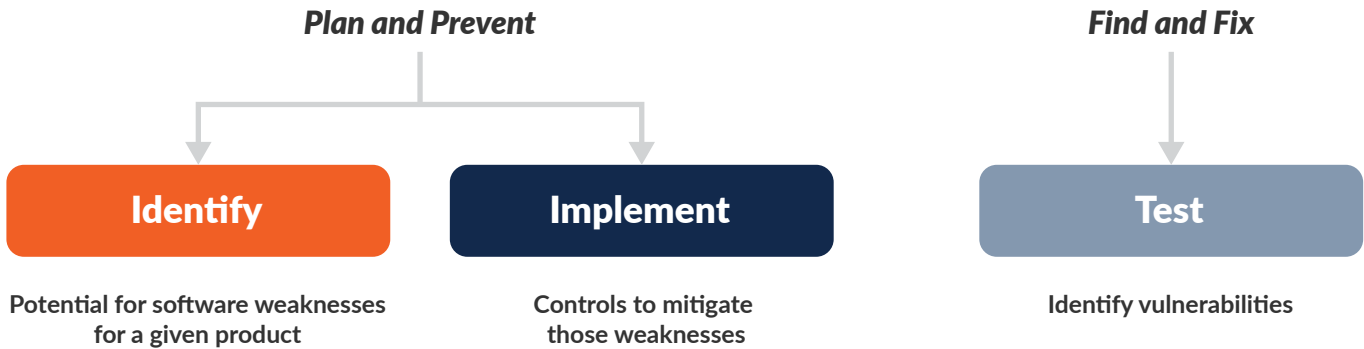 Plan and Prevent
Find and Fix
Identify
Implement
Test
Potential for software weaknesses
for a given product
Controls to mitigate
those weaknesses
Identify vulnerabilities